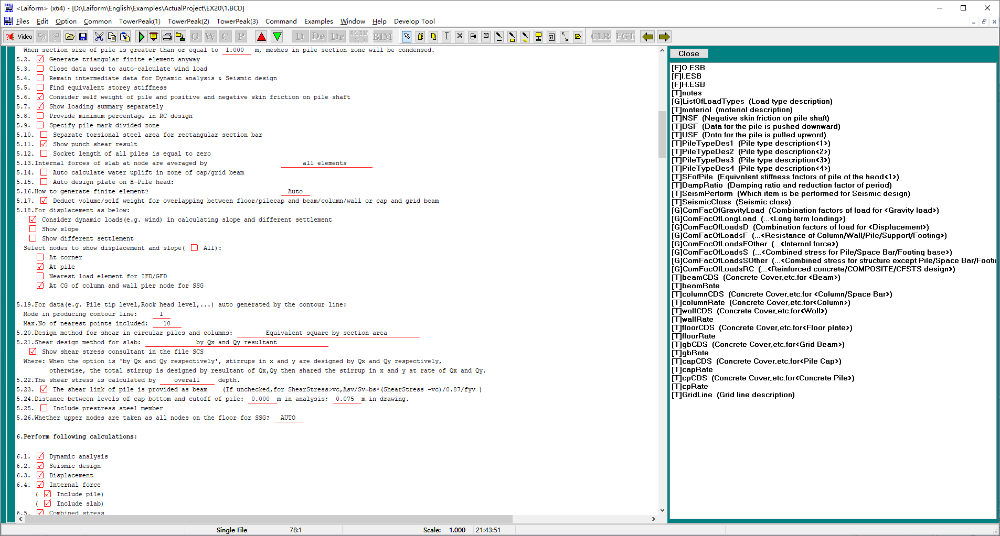 <Laiform> (x64) - [D:\Laiform\English\Examples\ActualProject\EX20\1.BCD]
Files Edit Option Common TowerPeak(1) TowerPeak(2) TowerPeak(3) Command Examples Window Help Develop Tool
Video G W C P D De Dr BIM CLR FGT
When section size of pile is greater than or equal to 1.000 m, meshes in pile section zone will be condensed.
5.2. Generate triangular finite element anyway
5.3. Close data used to auto-calculate wind load
5.4. Remain intermediate data for Dynamic analysis & Seismic design
5.5. Find equivalent storey stiffness
5.6. Consider self weight of pile and positive and negative skin friction on pile shaft
5.7. Show loading summary separately
5.8. Provide minimum percentage in RC design
5.9. Specify pile mark divided zone
5.10. Separate torsional steel area for rectangular section bar
5.11. Show punch shear result
5.12. Socket length of all piles is equal to zero
5.13.Internal forces of slab at node are averaged by all elements
5.14. Auto calculate water uplift in zone of cap/grid beam
5.15. Auto design plate on H-Pile head:
5.16.How to generate finite element? Auto
5.17. Deduct volume/self weight for overlapping between floor/pilecap and beam/column/wall or cap and grid beam
5.18.For displacement as below:
Consider dynamic loads(e.g. wind) in calculating slope and different settlement
Show slope
Show different settlement
Select nodes to show displacement and slope( All):
At corner
At pile
Nearest load element for IFD/GFD
At CG of column and wall pier node for SSG
5.19.For data(e.g. Pile tip level,Rock head level,...) auto generated by the contour line:
Mode in producing contour line: 1
Max.No of nearest points included: 10
5.20.Design method for shear in circular piles and columns: Equivalent square by section area
5.21.Shear design method for slab: by Qx and Qy resultant
Show shear stress consultant in the file SCS
Where: When the option is 'by Qx and Qy respectively', stirrups in x and y are designed by Qx and Qy respectively,
otherwise, the total stirrup is designed by resultant of Qx,Qy then shared the stirrup in x and y at rate of Qx and Qy.
5.22.The shear stress is calculated by overall depth.
5.23. The shear link of pile is provided as beam (If unchecked,for ShearStress>vc,Asv/Sv=bs*(ShearStress -vc)/0.87/fyv )
5.24.Distance between levels of cap bottom and cutoff of pile: 0.000 m in analysis; 0.075 m in drawing.
5.25. Include prestress steel member
5.26.Whether upper nodes are taken as all nodes on the floor for SSG? AUTO
6.Perform following calculations:
6.1. Dynamic analysis
6.2. Seismic design
6.3. Displacement
6.4. Internal force
( Include pile)
( Include slab)
6.5. Combined stress
Close
[F]O.ESB
[F]I.ESB
[F]H.ESB
[T]notes
[G]ListOfLoadTypes (Load type description)
[T]material (material description)
[T]NSF (Negative skin friction on pile shaft)
[T]DSF (Data for the pile is pushed downward)
[T]USF (Data for the pile is pulled upward)
[T]PileTypeDes1 (Pile type description<1>)
[T]PileTypeDes2 (Pile type description<2>)
[T]PileTypeDes3 (Pile type description<3>)
[T]PileTypeDes4 (Pile type description<4>)
[T]SFofPile (Equivalent stiffness factors of pile at the head<1>)
[T]DampRatio (Damping ratio and reduction factor of period)
[T]SeismPerform (Which item is be performed for Seismic design)
[T]SeismicClass (Seismic class)
[G]ComFacOfGravityLoad (Combination factors of load for <Gravity load>)
[G]ComFacOfLongLoad (...<Long term loading>)
[G]ComFacOfLoadsD (Combination factors of load for <Displacement>)
[G]ComFacOfLoadsF (...<Resistance of Column/Wall/Pile/Support/Footing>)
[G]ComFacOfLoadsFOther (...<Internal force>)
[G]ComFacOfLoadsS (...<Combined stress for Pile/Space Bar/Footing base>)
[G]ComFacOfLoadsSOther (...<Combined stress for structure except Pile/Space Bar/Footi
[G]ComFacOfLoadsRC (...<Reinforced concrete/COMPOSITE/CFSTS design>)
[T]beamCDS (Concrete Cover,etc.for <Beam>)
[T]beamRate
[T]columnCDS (Concrete Cover,etc.for <Column/Space Bar>)
[T]columnRate (Concrete Cover,etc.for<Column>)
[T]wallCDS (Concrete Cover,etc.for<Wall>)
[T]wallRate
[T]floorCDS (Concrete Cover,etc.for<Floor plate>)
[T]floorRate
[T]gbCDS (Concrete Cover,etc.for<Grid Beam>)
[T]gbRate
[T]capCDS (Concrete Cover,etc.for<Pile Cap>)
[T]capRate
[T]cpCDS (Concrete Cover,etc.for<Concrete Pile>)
[T]cpRate
[T]GridLine (Grid line description)
Single File 78:1 Scale: 1.000 21:43:51